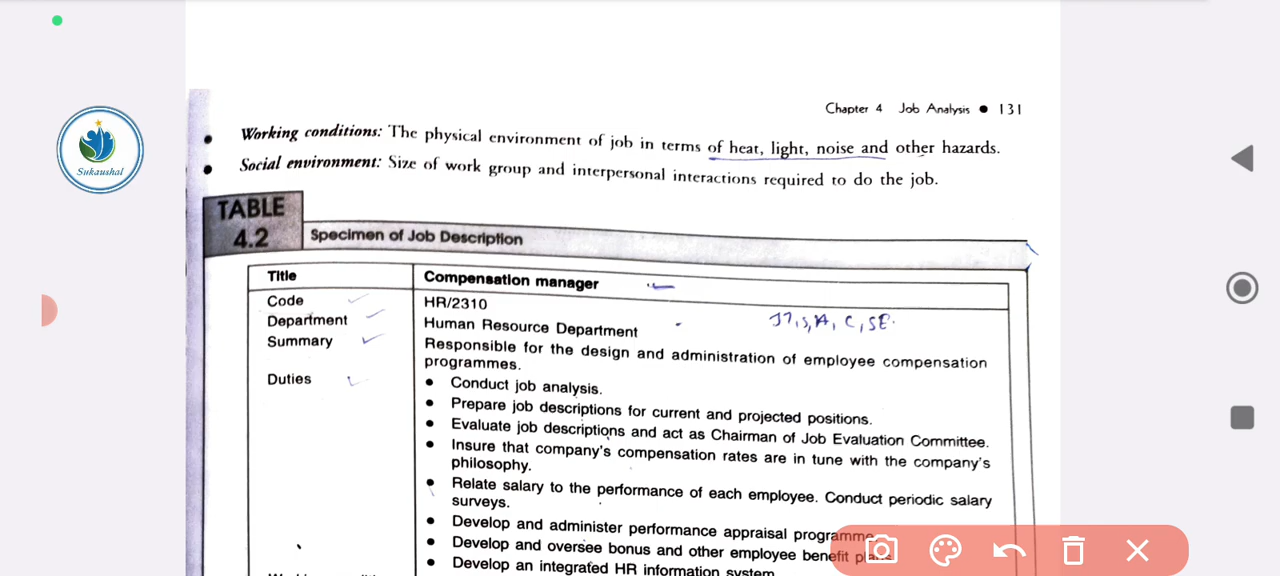 Chapter 4 Job Analysis ● 131
● Working conditions: The physical environment of job in terms of heat, light, noise and other hazards.
● Social environment: Size of work group and interpersonal interactions required to do the job.
Sukaushal
TABLE
4.2
Specimen of Job Description
Title Compensation manager
Code HR/2310
Department Human Resource Department
Summary Responsible for the design and administration of employee compensation
programmes.
Duties ● Conduct job analysis.
● Prepare job descriptions for current and projected positions.
● Evaluate job descriptions and act as Chairman of Job Evaluation Committee.
● Insure that company's compensation rates are in tune with the company's
philosophy.
● Relate salary to the performance of each employee. Conduct periodic salary
surveys.
● Develop and administer performance appraisal programme
● Develop and oversee bonus and other employee benefit
● Develop an integrated HR information system